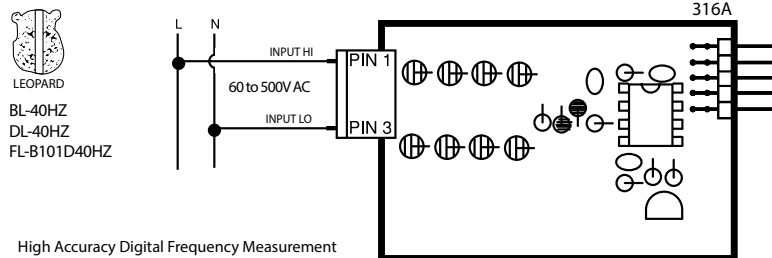 316A
L N
INPUT HI
PIN 1
LEOPARD
60 to 500V AC
BL-40HZ
INPUT LO
DL-40HZ
PIN 3
FL-B101D40HZ
High Accuracy Digital Frequency Measurement